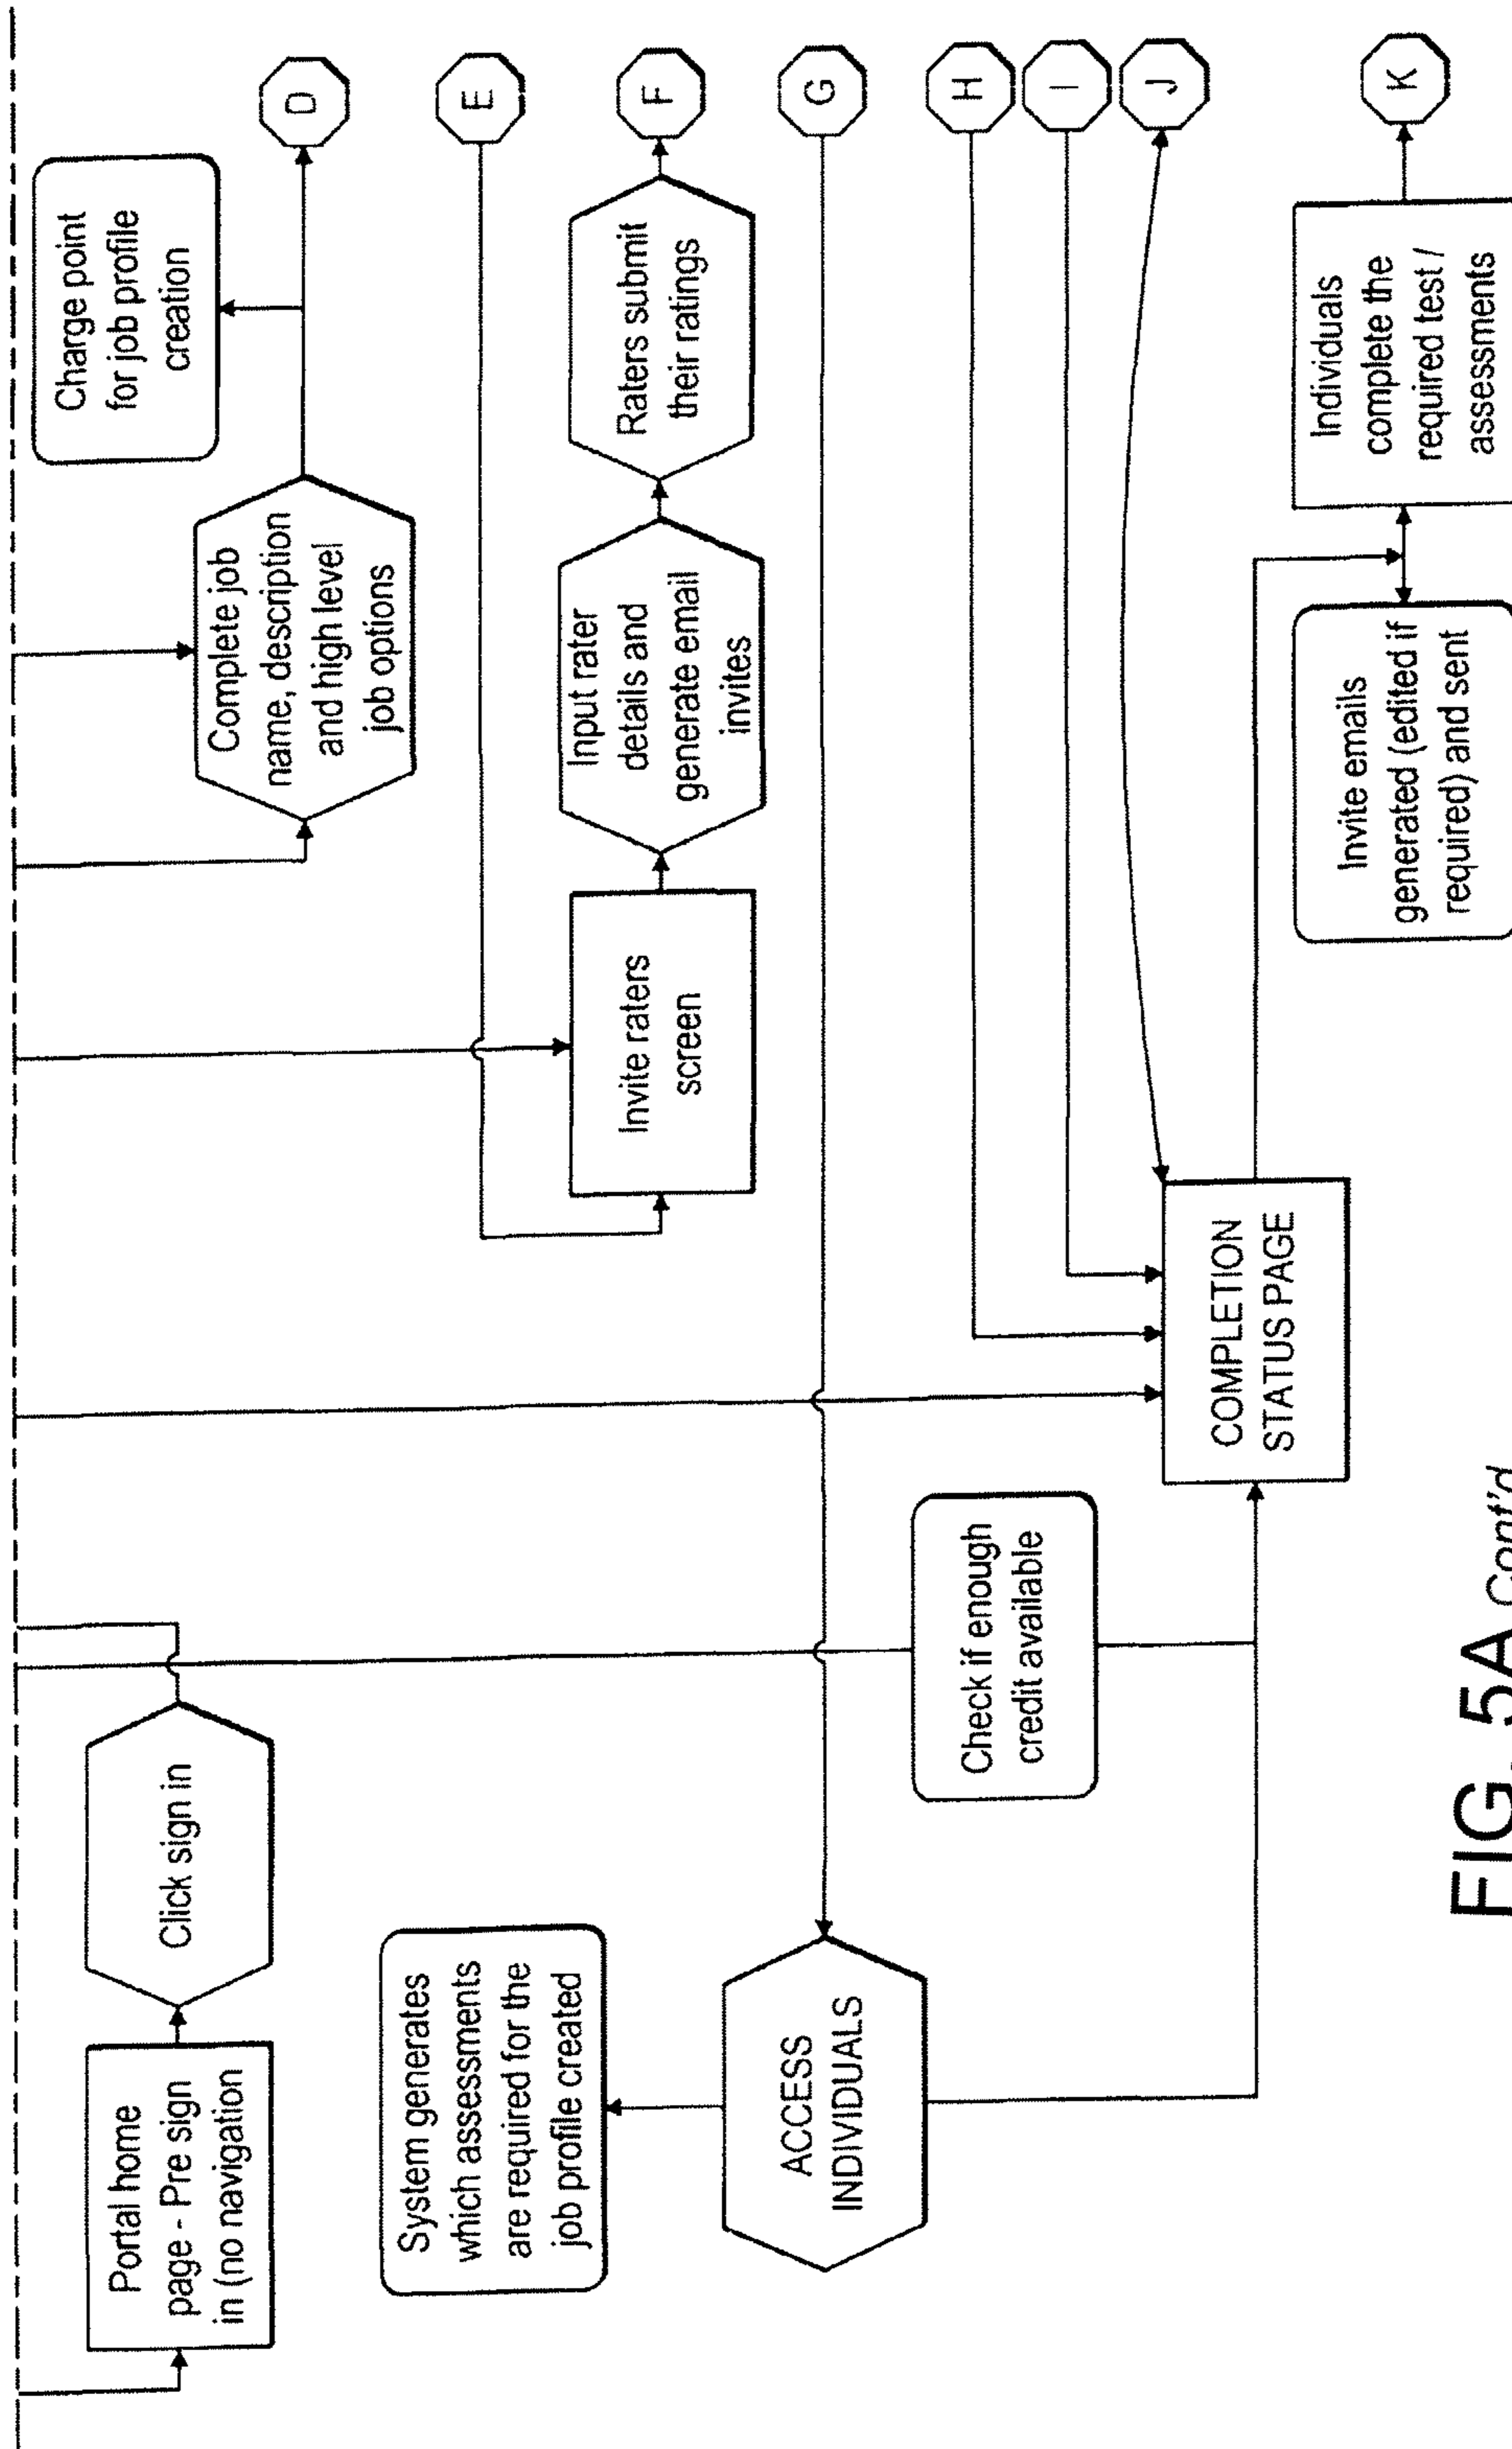 Portal home
page - Pre sign
in (no navigation
Click sign in
Complete job
name, description
and high level
job options
Charge point
for job profile
creation
D
E
System generates
which assessments
are required for the
job profile created
Invite raters
screen
Input rater
details and
generate email
invites
Raters submit
their ratings
F
G
ACCESS
INDIVIDUALS
Check if enough
credit available
H
I
J
COMPLETION
STATUS PAGE
Invite emails
generated (edited if
required) and sent
Individuals
complete the
required test /
assessments
K
FIG. 5A Cont'd